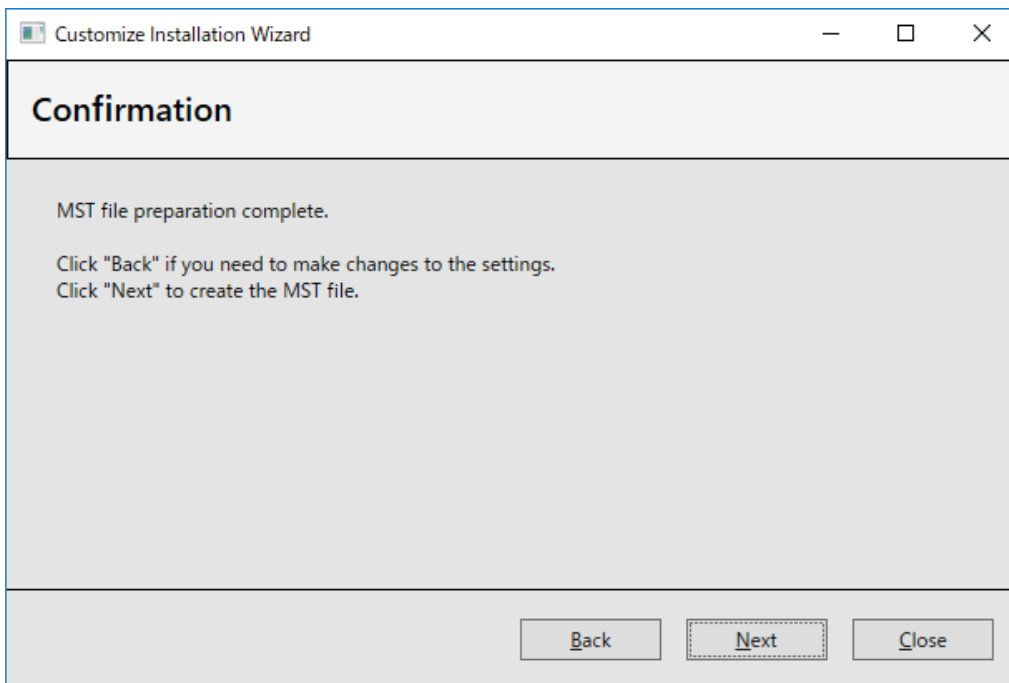 Customize Installation Wizard
Confirmation
MST file preparation complete.
Click "Back" if you need to make changes to the settings.
Click "Next" to create the MST file.
Back
Next
Close